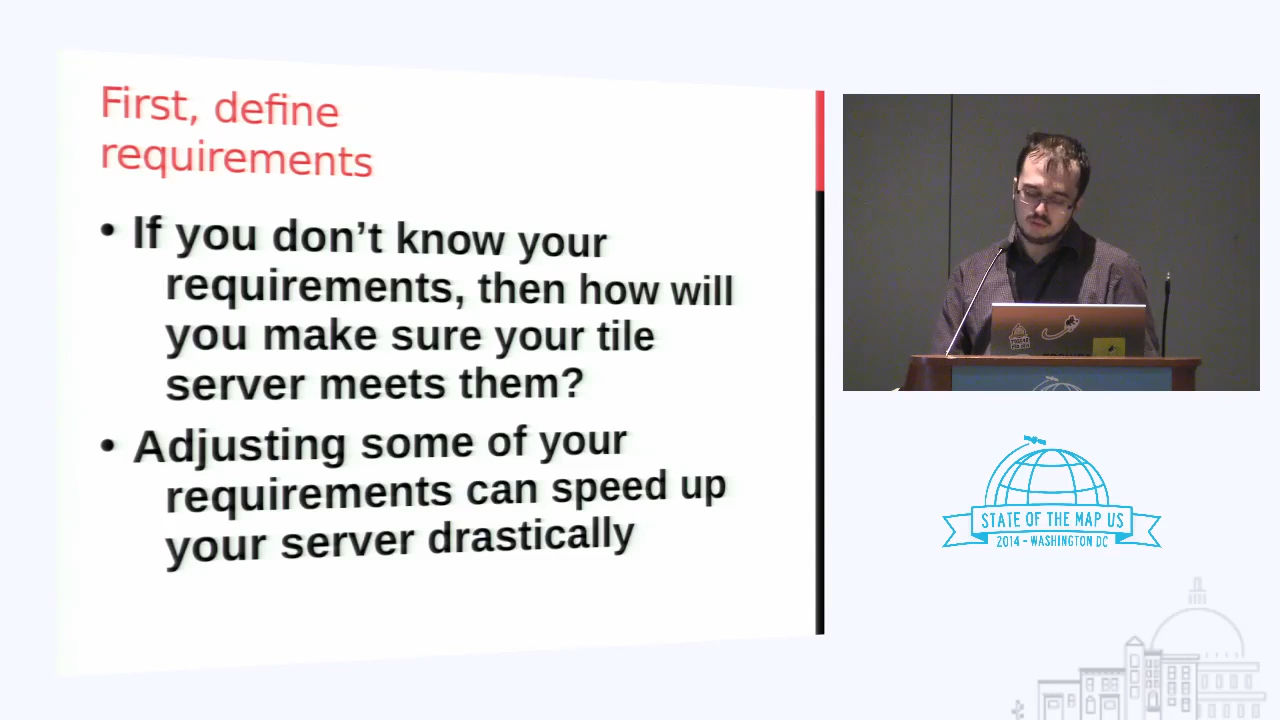 First, define
requirements
• If you don’t know your
requirements, then how will
you make sure your tile
server meets them?
• Adjusting some of your
requirements can speed up
your server drastically
STATE OF THE MAP US
2014 - WASHINGTON DC